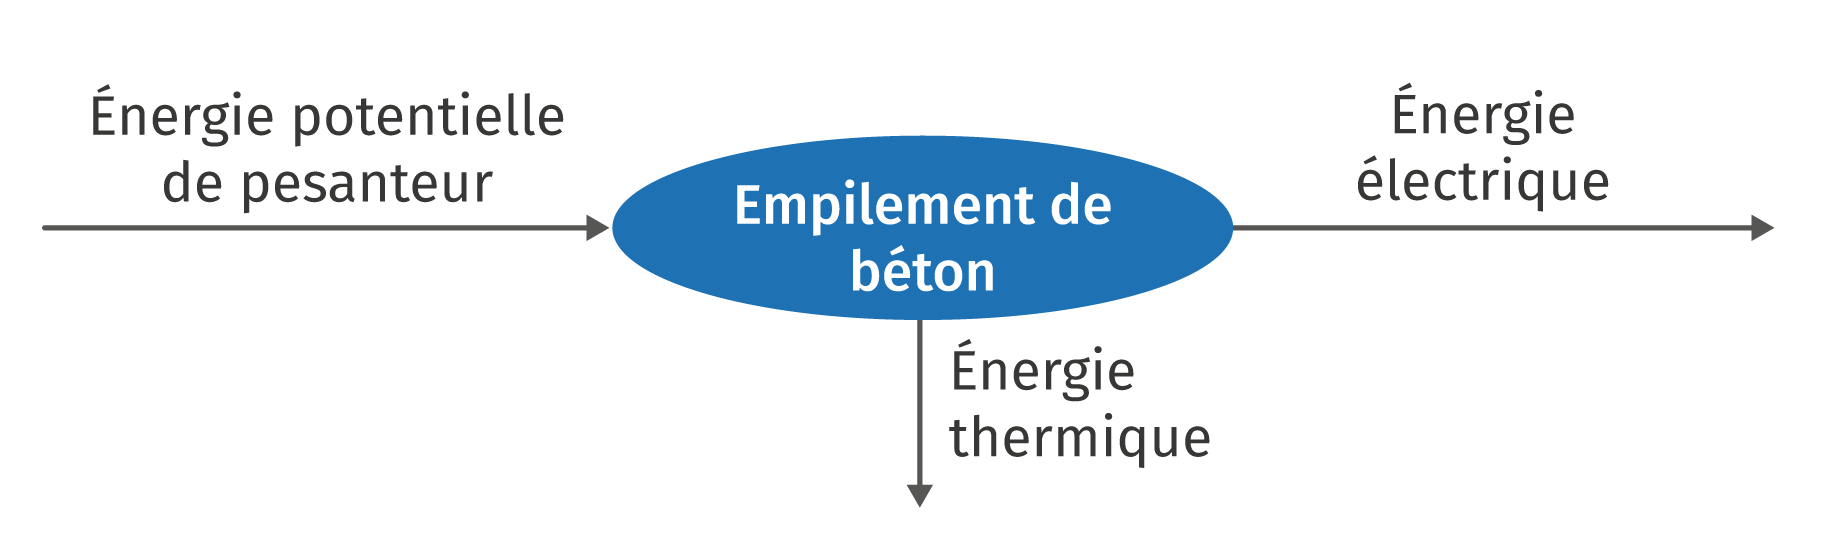 Énergie potentielle
de pesanteur
Empilement de
béton
Énergie
électrique
Énergie
thermique